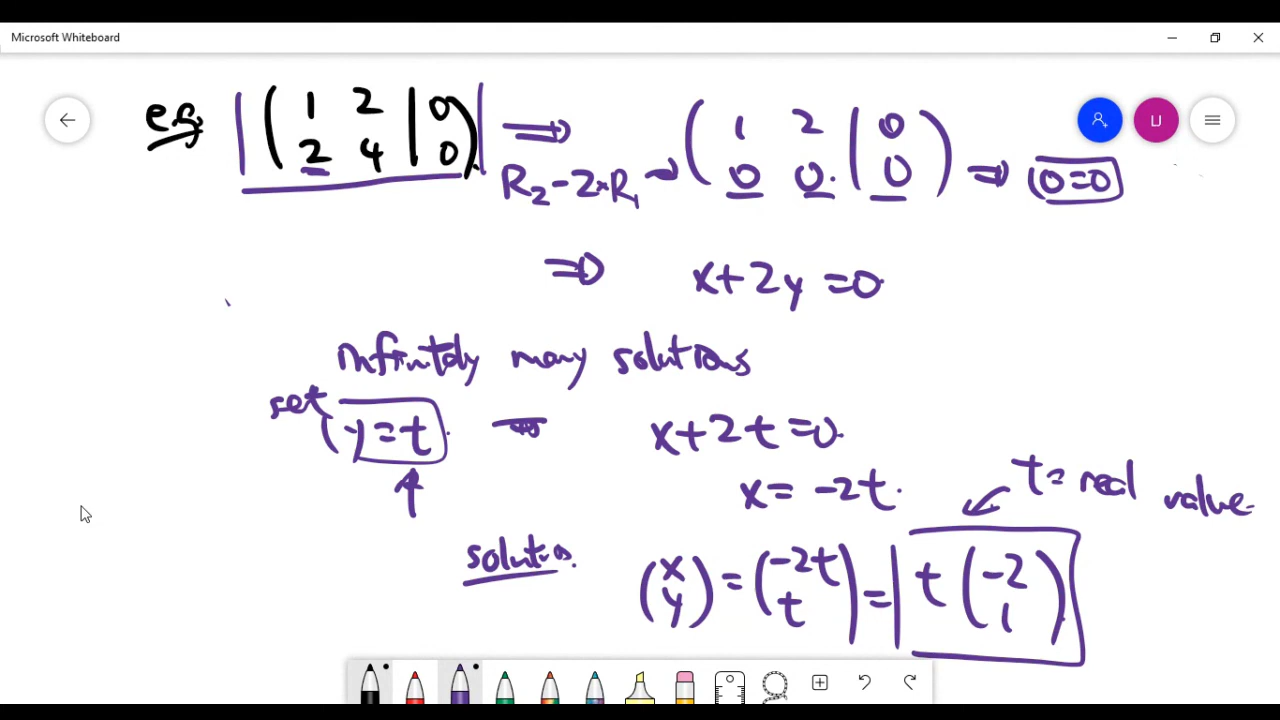 Microsoft Whiteboard
U
e.g. ( 1 2 | 0 ) ⇒ ( 1 2 | 0 )
( 2 4 | 0 ) R₂-2×R₁ → ( 0 0 | 0 ) ⇒ (0=0
⇒ x+2y=0
infinitely many solutions
set
y=t ⇒ x+2t=0
x= -2t
t= real value
solution
(x y) = (-2t t) = t (-2 1)